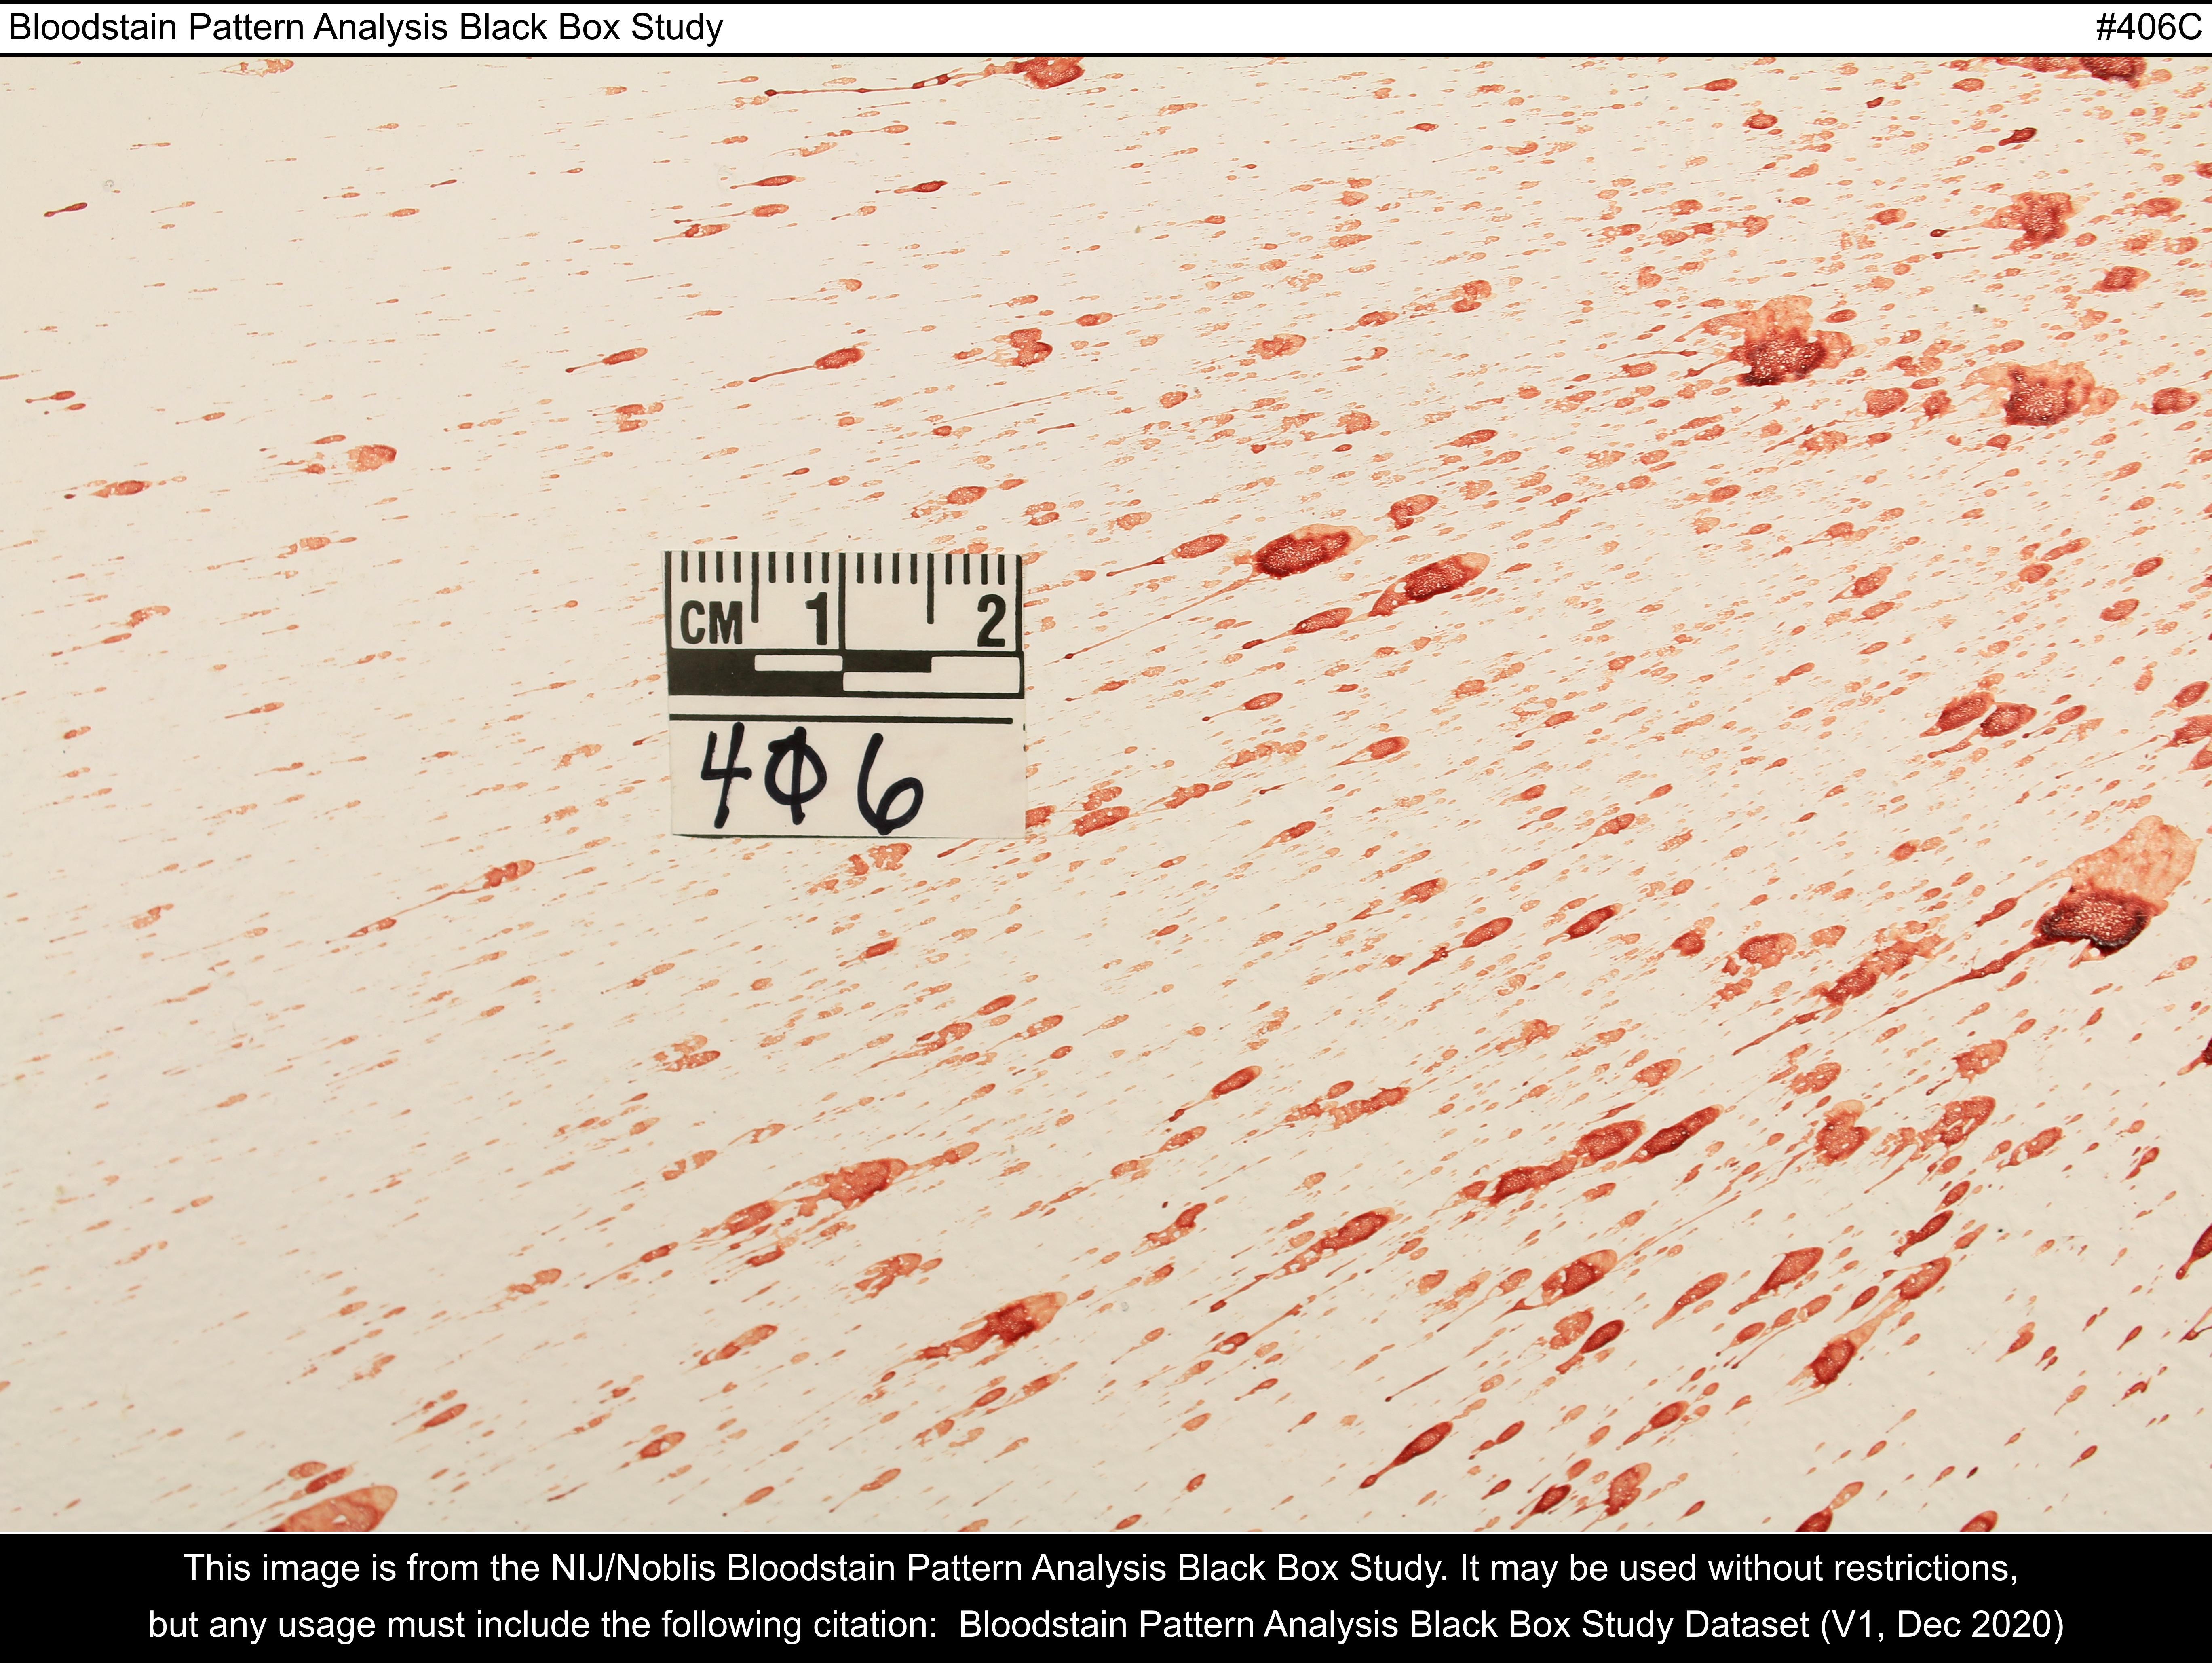 Bloodstain Pattern Analysis Black Box Study #406C
CM 1 2
406
This image is from the NIJ/Noblis Bloodstain Pattern Analysis Black Box Study. It may be used without restrictions,
but any usage must include the following citation: Bloodstain Pattern Analysis Black Box Study Dataset (V1, Dec 2020)